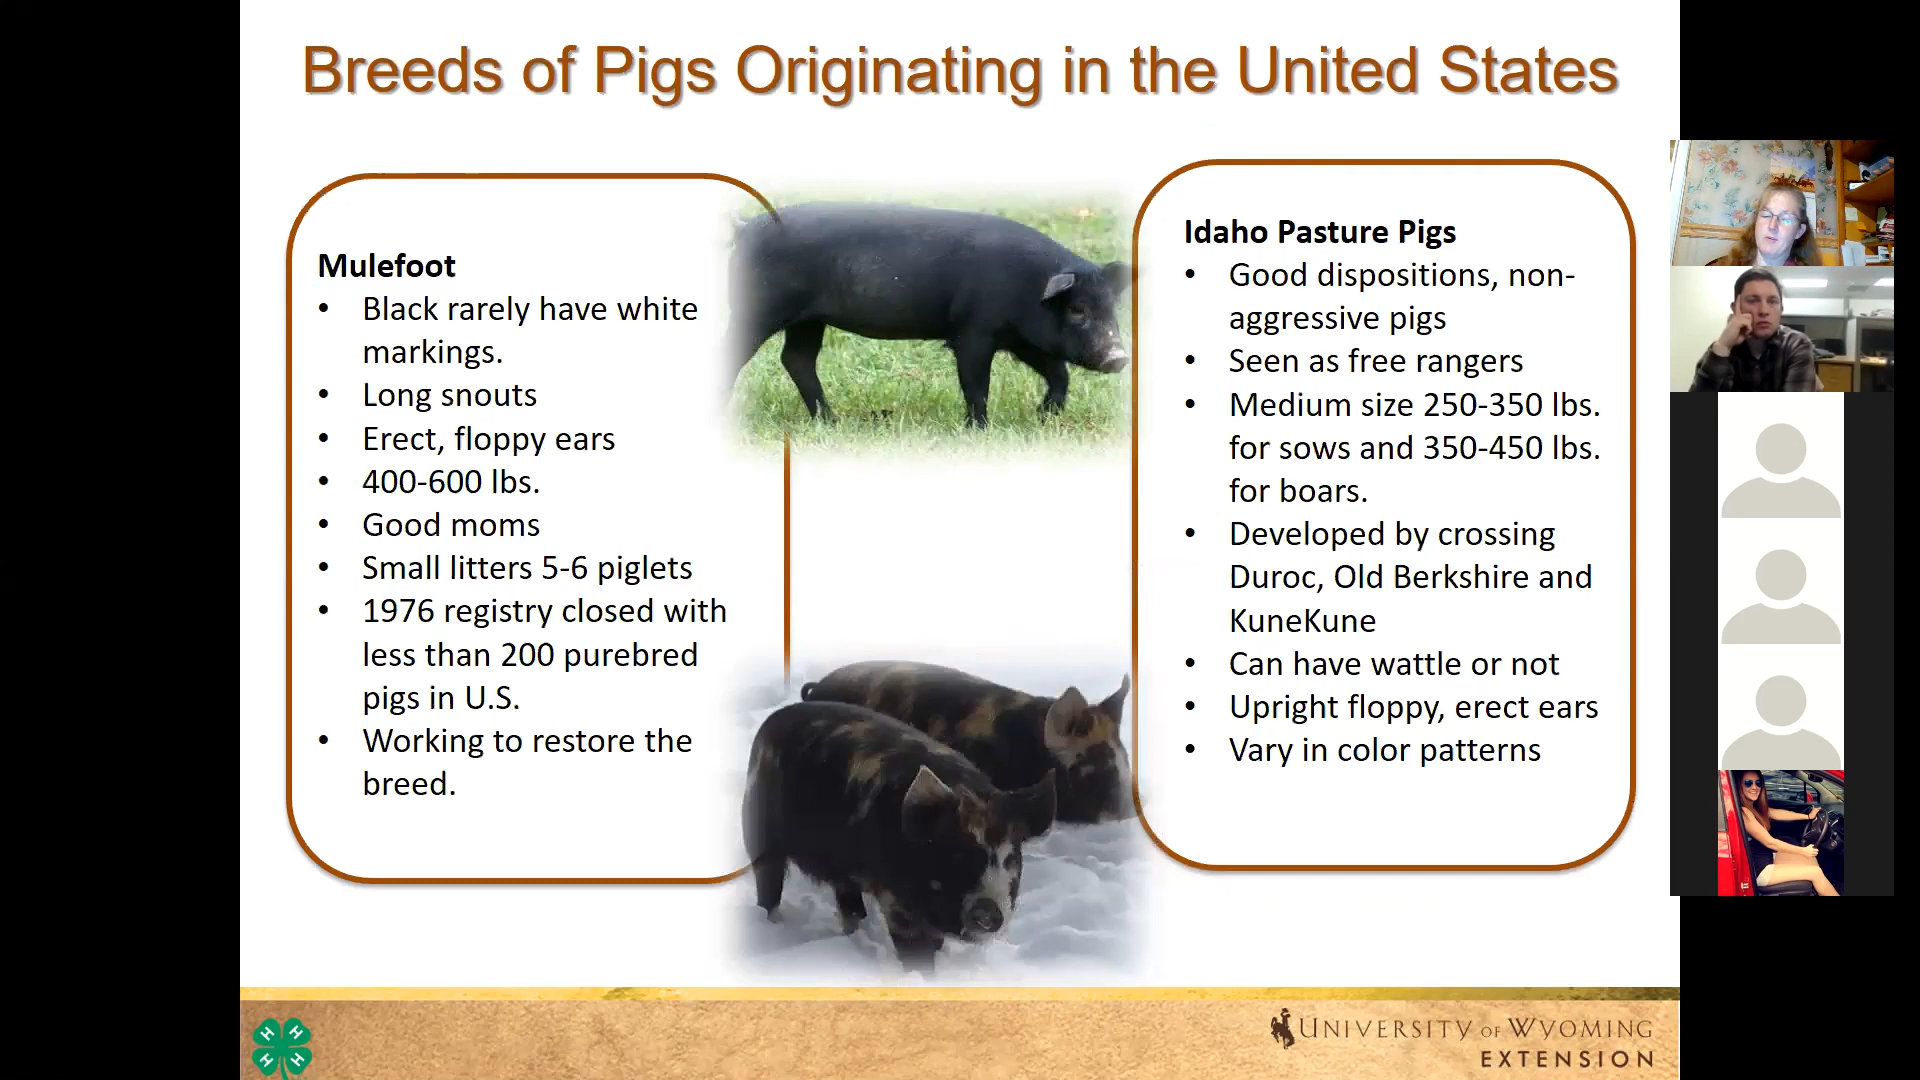 Breeds of Pigs Originating in the United States
Mulefoot
• Black rarely have white
markings.
• Long snouts
• Erect, floppy ears
• 400-600 lbs.
• Good moms
• Small litters 5-6 piglets
• 1976 registry closed with
less than 200 purebred
pigs in U.S.
• Working to restore the
breed.
Idaho Pasture Pigs
• Good dispositions, non-
aggressive pigs
• Seen as free rangers
• Medium size 250-350 lbs.
for sows and 350-450 lbs.
for boars.
• Developed by crossing
Duroc, Old Berkshire and
KuneKune
• Can have wattle or not
• Upright floppy, erect ears
• Vary in color patterns
H H
H H
UNIVERSITY OF WYOMING
EXTENSION